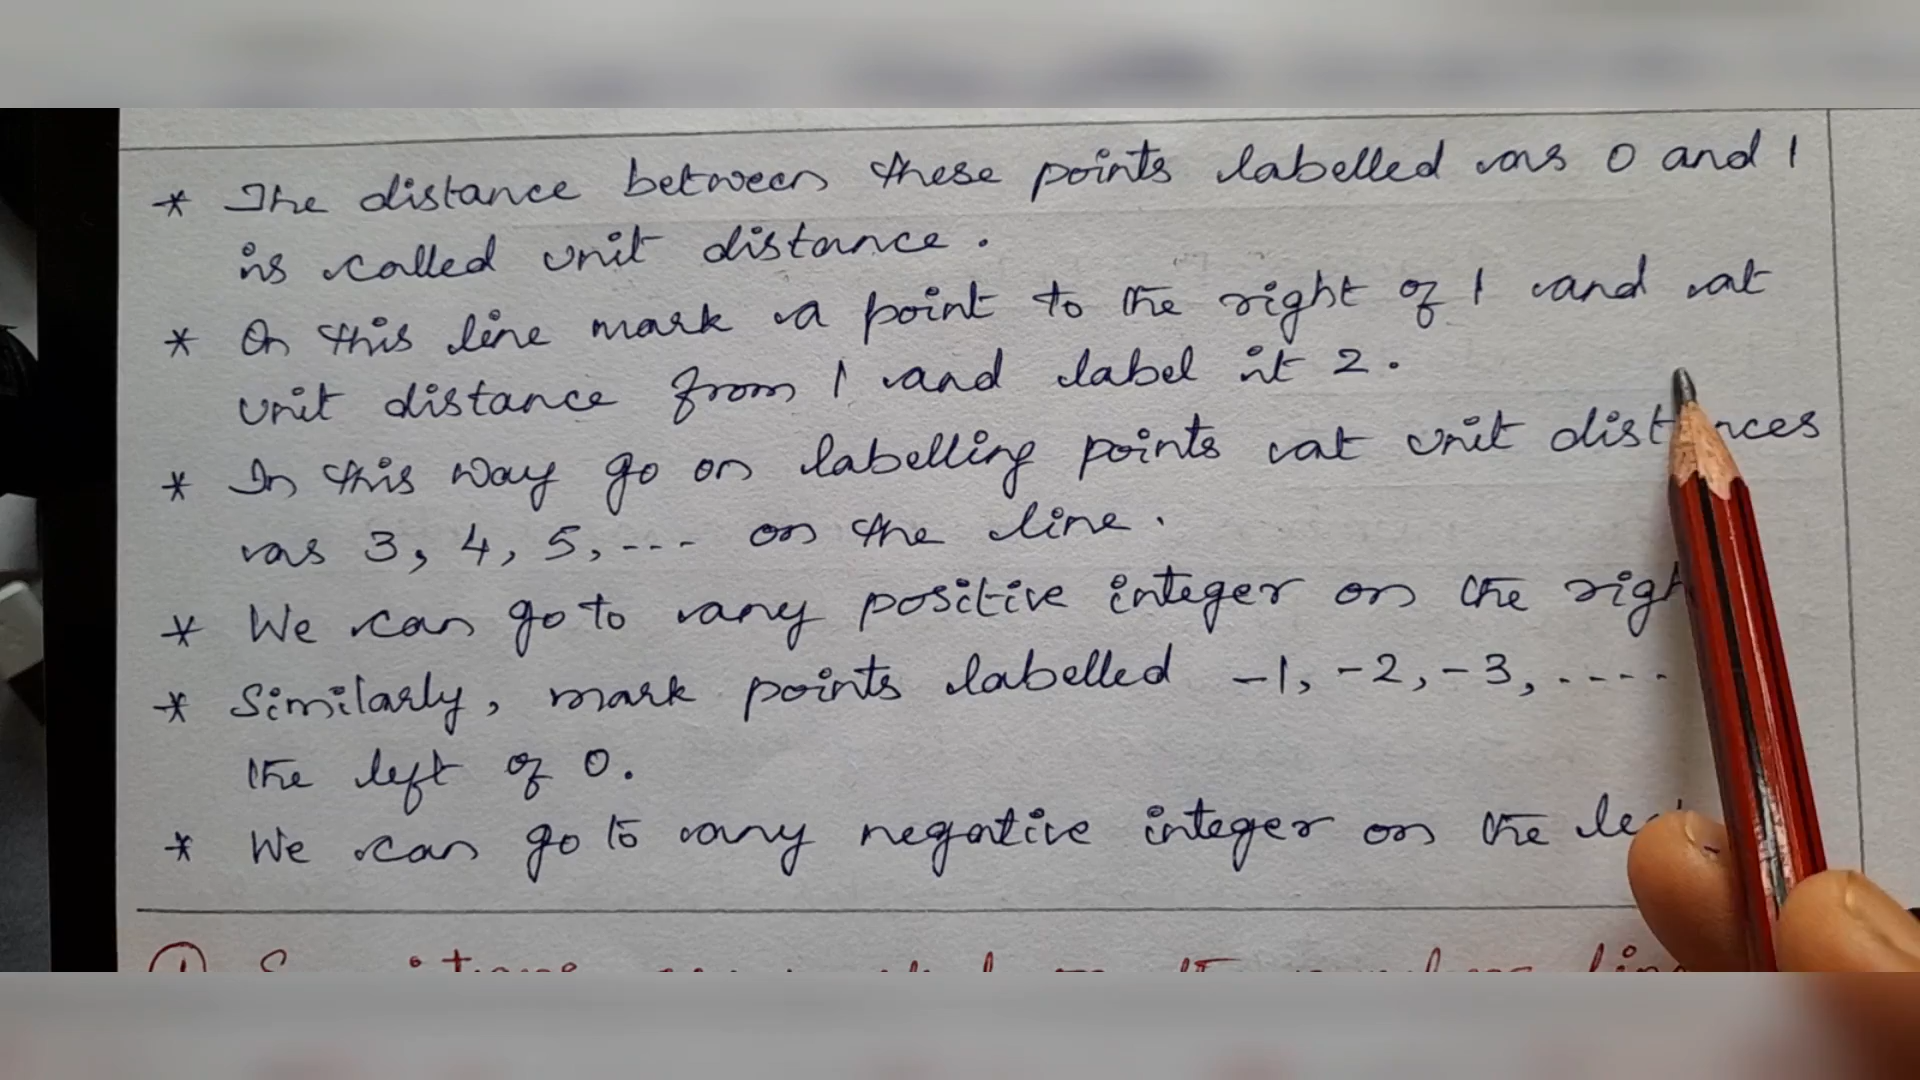 * The distance between these points labelled as 0 and 1
is called unit distance.
* On this line mark a point to the right of 1 and at
unit distance from 1 and label it 2.
* In this way go on labelling points at unit distances
as 3, 4, 5, --- on the line.
* We can go to any positive integer on the right
* Similarly, mark points labelled -1, -2, -3, ....
the left of 0.
* We can go to any negative integer on the left